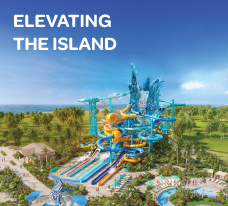 ELEVATING
THE ISLAND